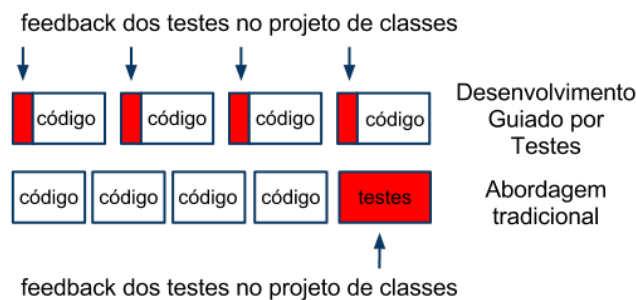 feedback dos testes no projeto de classes
código código código código
Desenvolvimento
Guiado por
Testes
código código código código testes
Abordagem
tradicional
feedback dos testes no projeto de classes